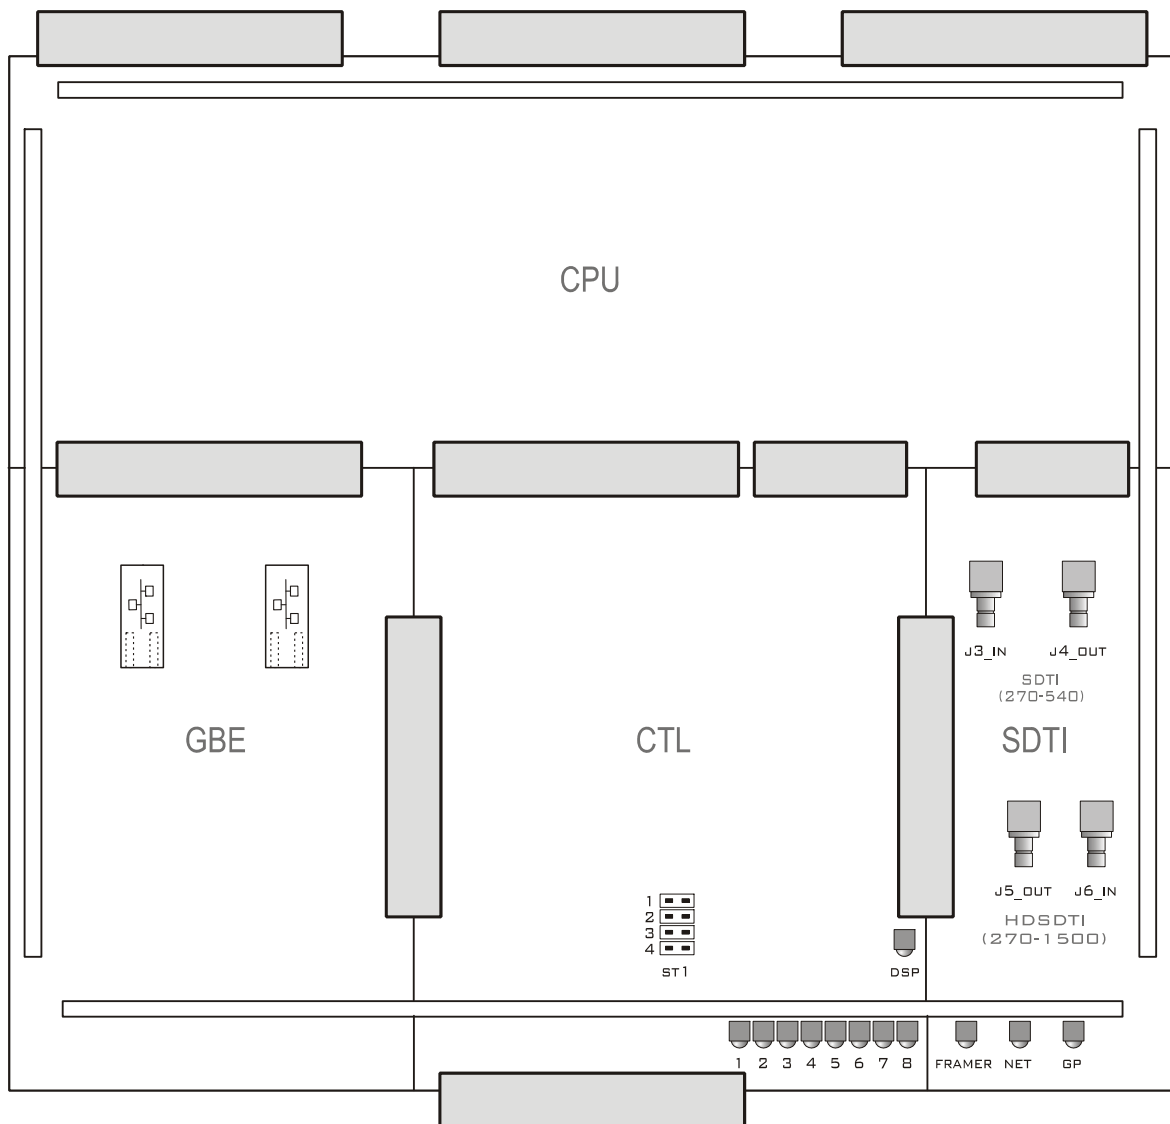 CPU
J3_IN J4_OUT
SDTI
(270-540)
GBE CTL SDTI
J5_OUT J6_IN
HDSDTI
(270-1500)
1
2
3
4
ST1
DSP
1 2 3 4 5 6 7 8 FRAMER NET GP